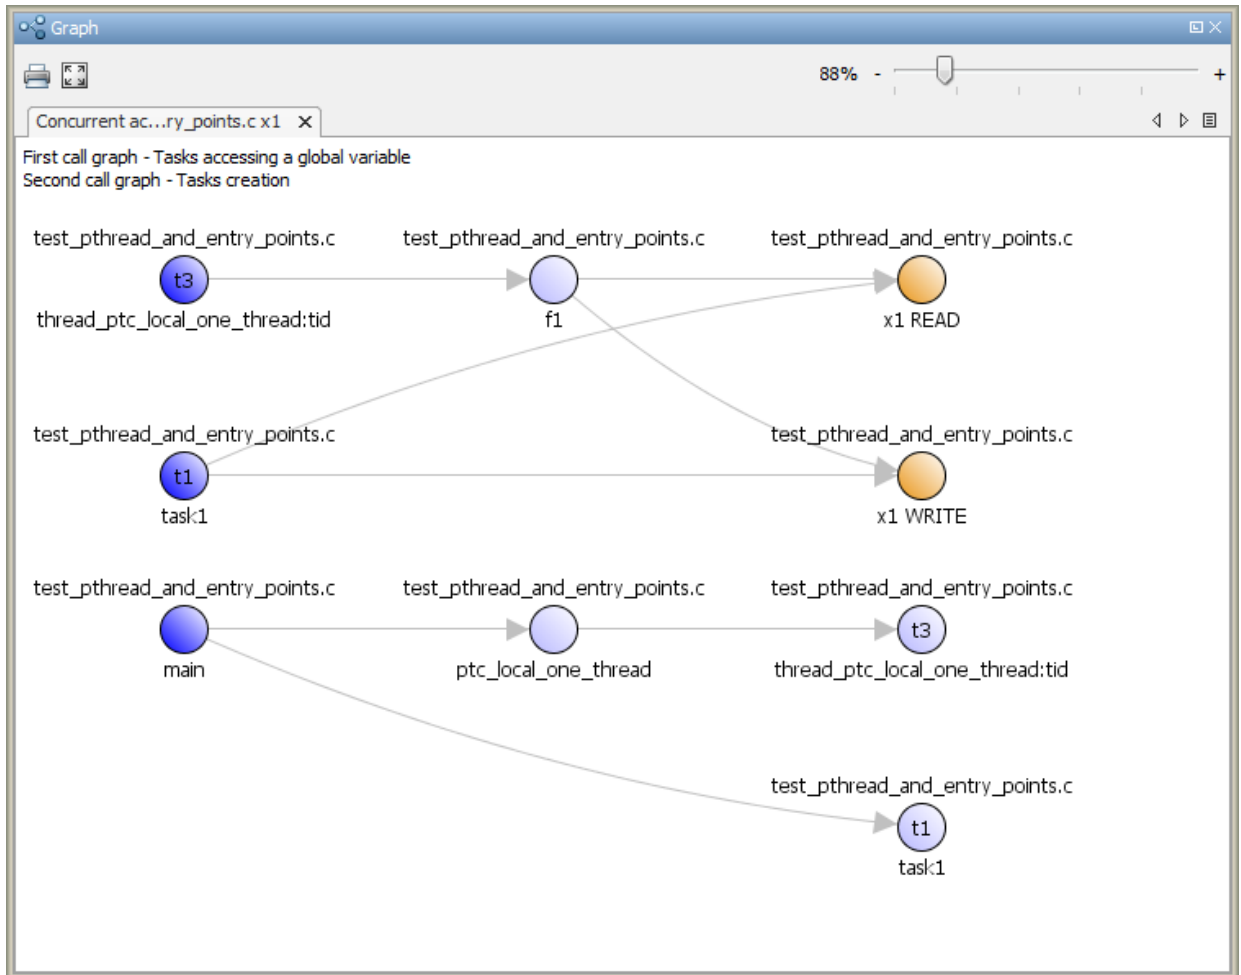 Graph
88% - +
Concurrent ac...ry_points.c x1
First call graph - Tasks accessing a global variable
Second call graph - Tasks creation
test_pthread_and_entry_points.c test_pthread_and_entry_points.c test_pthread_and_entry_points.c
t3
thread_ptc_local_one_thread:tid f1 x1 READ
test_pthread_and_entry_points.c test_pthread_and_entry_points.c
t1
task1 x1 WRITE
test_pthread_and_entry_points.c test_pthread_and_entry_points.c test_pthread_and_entry_points.c
t3
main ptc_local_one_thread thread_ptc_local_one_thread:tid
test_pthread_and_entry_points.c
t1
task1